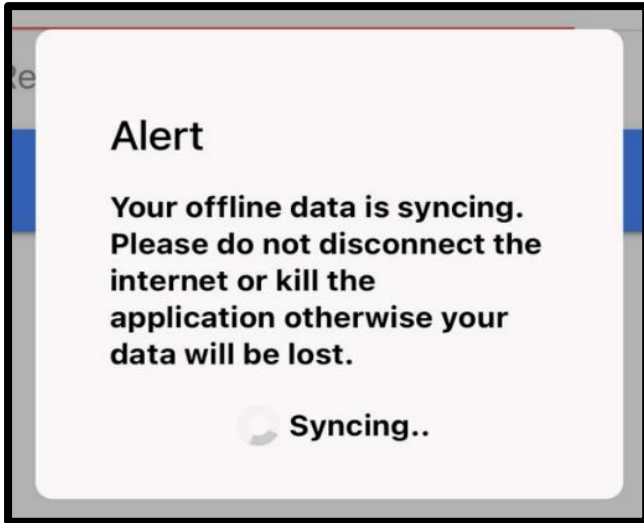 Re
Alert
Your offline data is syncing.
Please do not disconnect the
internet or kill the
application otherwise your
data will be lost.
Syncing..